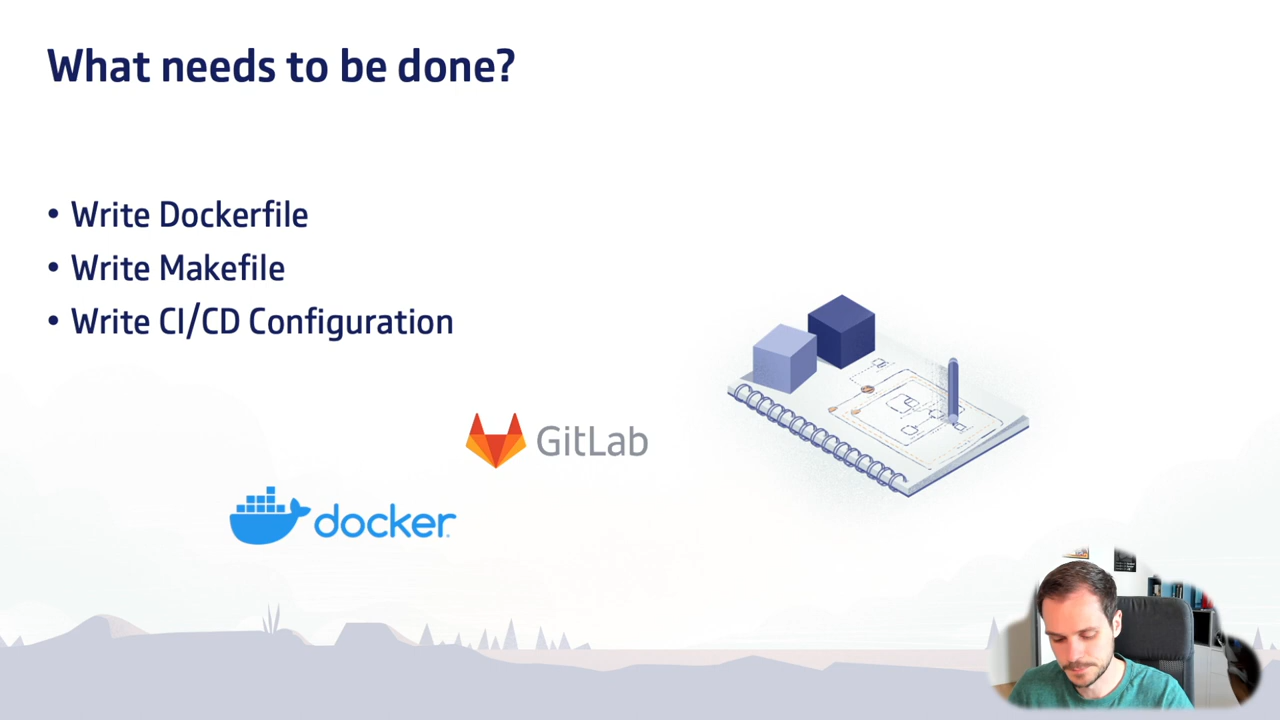 What needs to be done?
• Write Dockerfile
• Write Makefile
• Write CI/CD Configuration
GitLab
docker